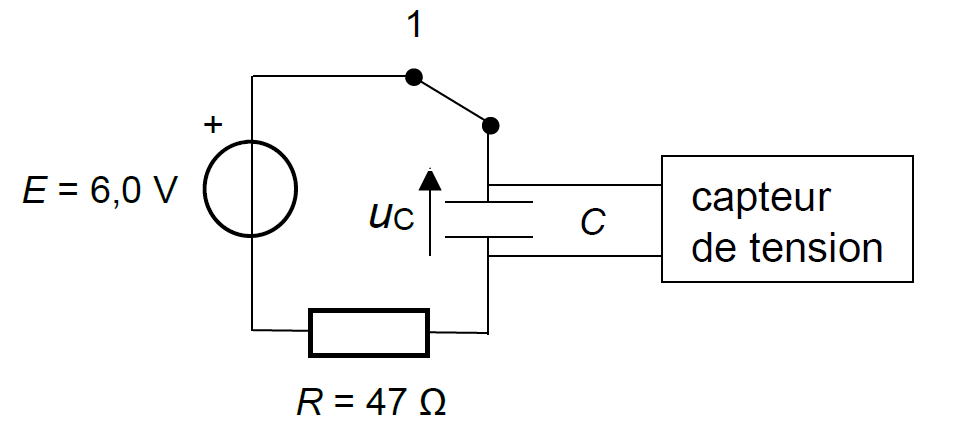 1
+
E = 6,0 V
uC
C
capteur
de tension
R = 47 Ω